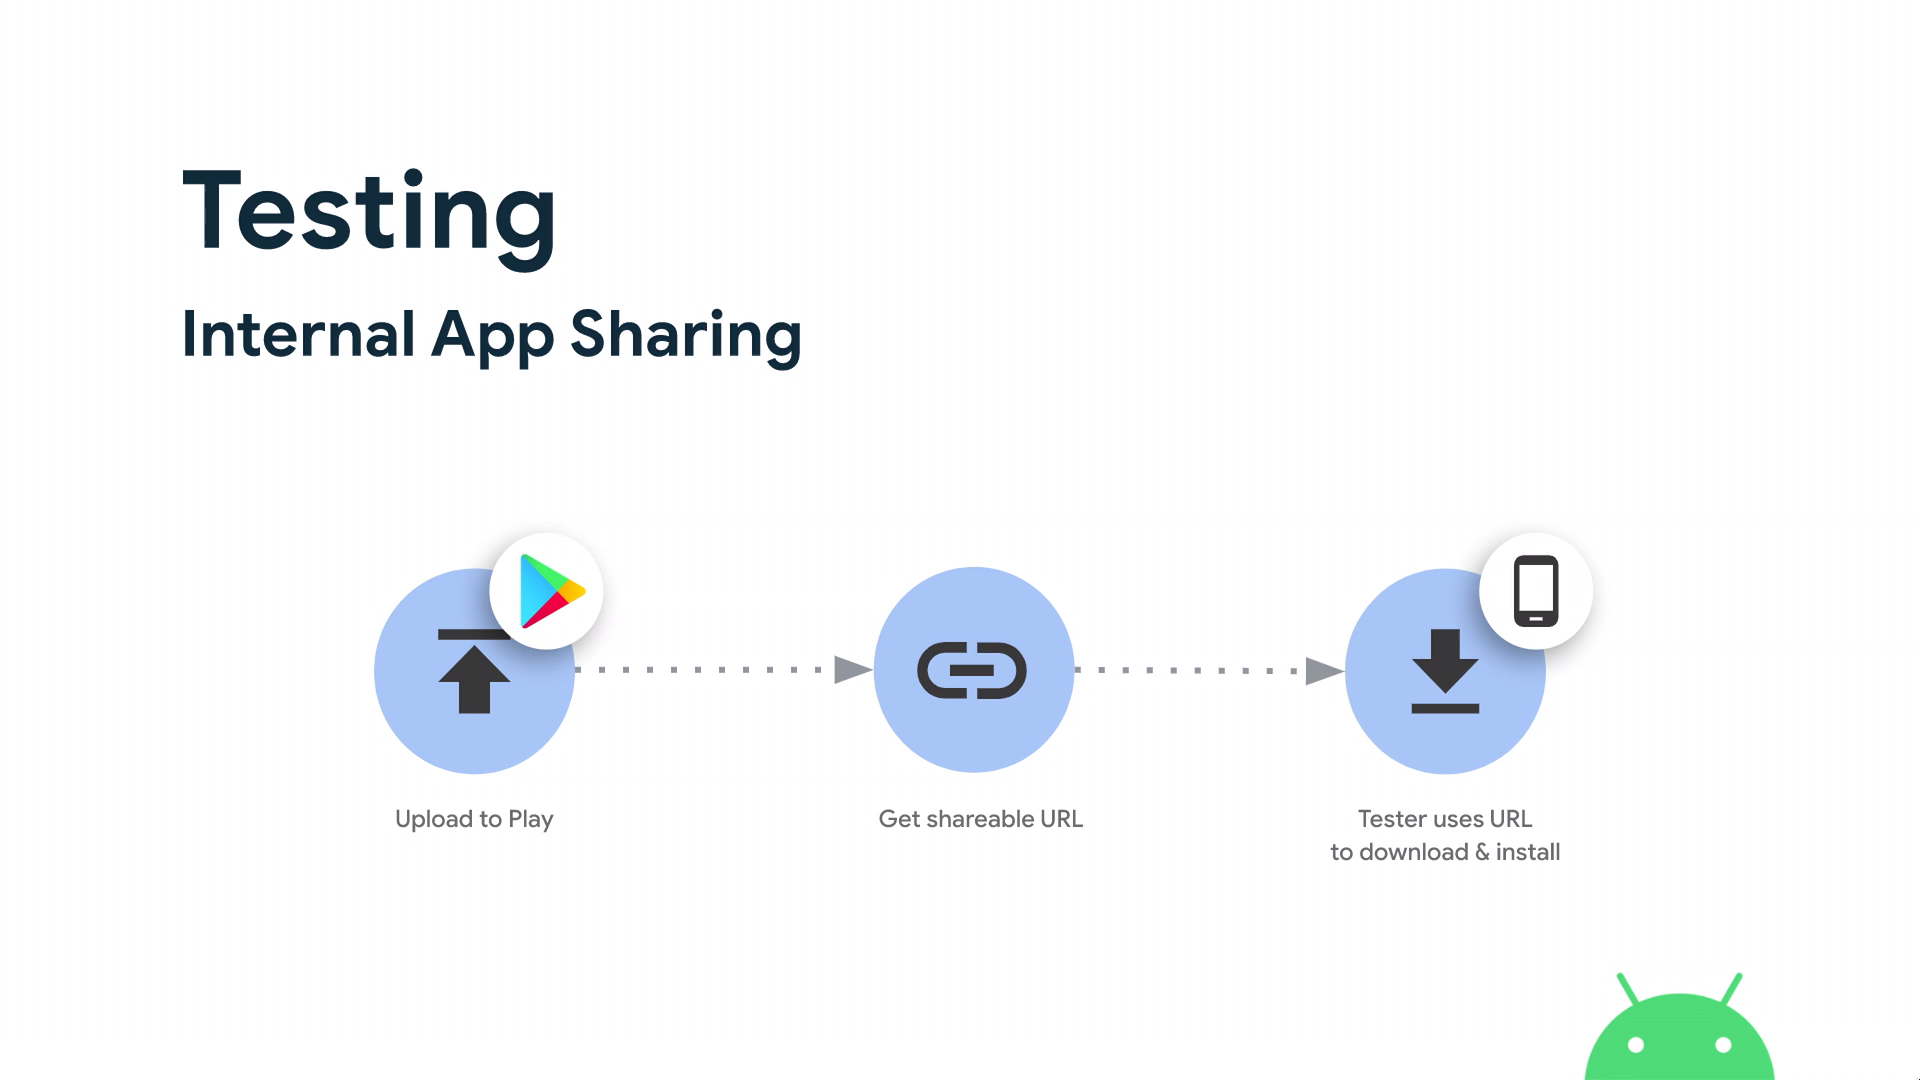 Testing
Internal App Sharing
Upload to Play
Get shareable URL
Tester uses URL
to download & install